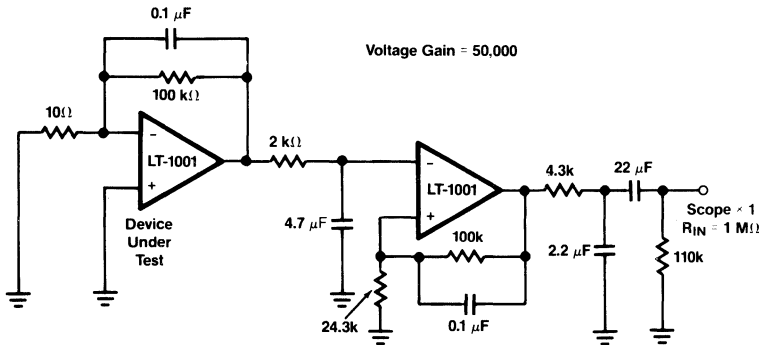 0.1 μF
Voltage Gain = 50,000
100 kΩ
10Ω
−
LT-1001
+
Device
Under
Test
2 kΩ
4.7 μF
−
LT-1001
+
100k
24.3k
0.1 μF
4.3k
22 μF
2.2 μF
110k
Scope × 1
RIN = 1 MΩ